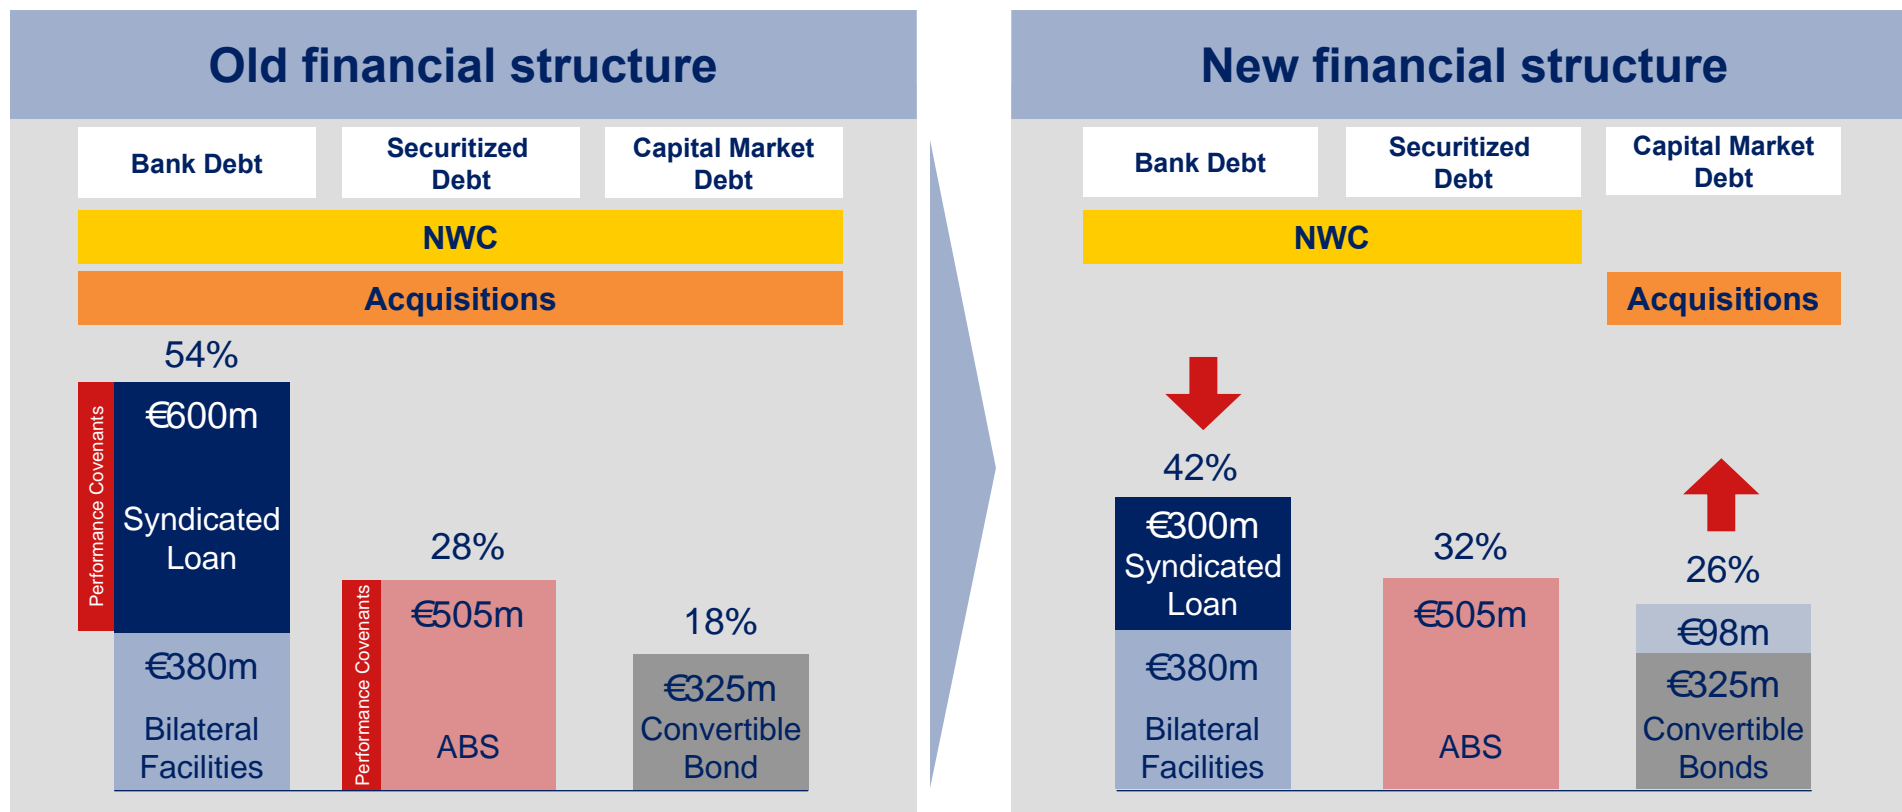 Old financial structure
Bank Debt
Securitized
Debt
Capital Market
Debt
NWC
Acquisitions
54%
Performance Covenants
€600m
Syndicated
Loan
€380m
Bilateral
Facilities
28%
Performance Covenants
€505m
ABS
18%
€325m
Convertible
Bond
New financial structure
Bank Debt
Securitized
Debt
Capital Market
Debt
NWC
Acquisitions
42%
€300m
Syndicated
Loan
€380m
Bilateral
Facilities
32%
€505m
ABS
26%
€98m
€325m
Convertible
Bonds